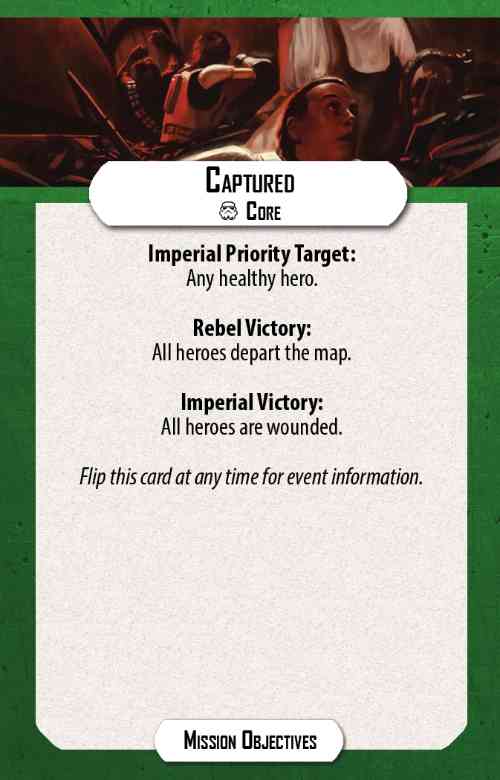 Captured
Core
Imperial Priority Target:
Any healthy hero.
Rebel Victory:
All heroes depart the map.
Imperial Victory:
All heroes are wounded.
Flip this card at any time for event information.
Mission Objectives